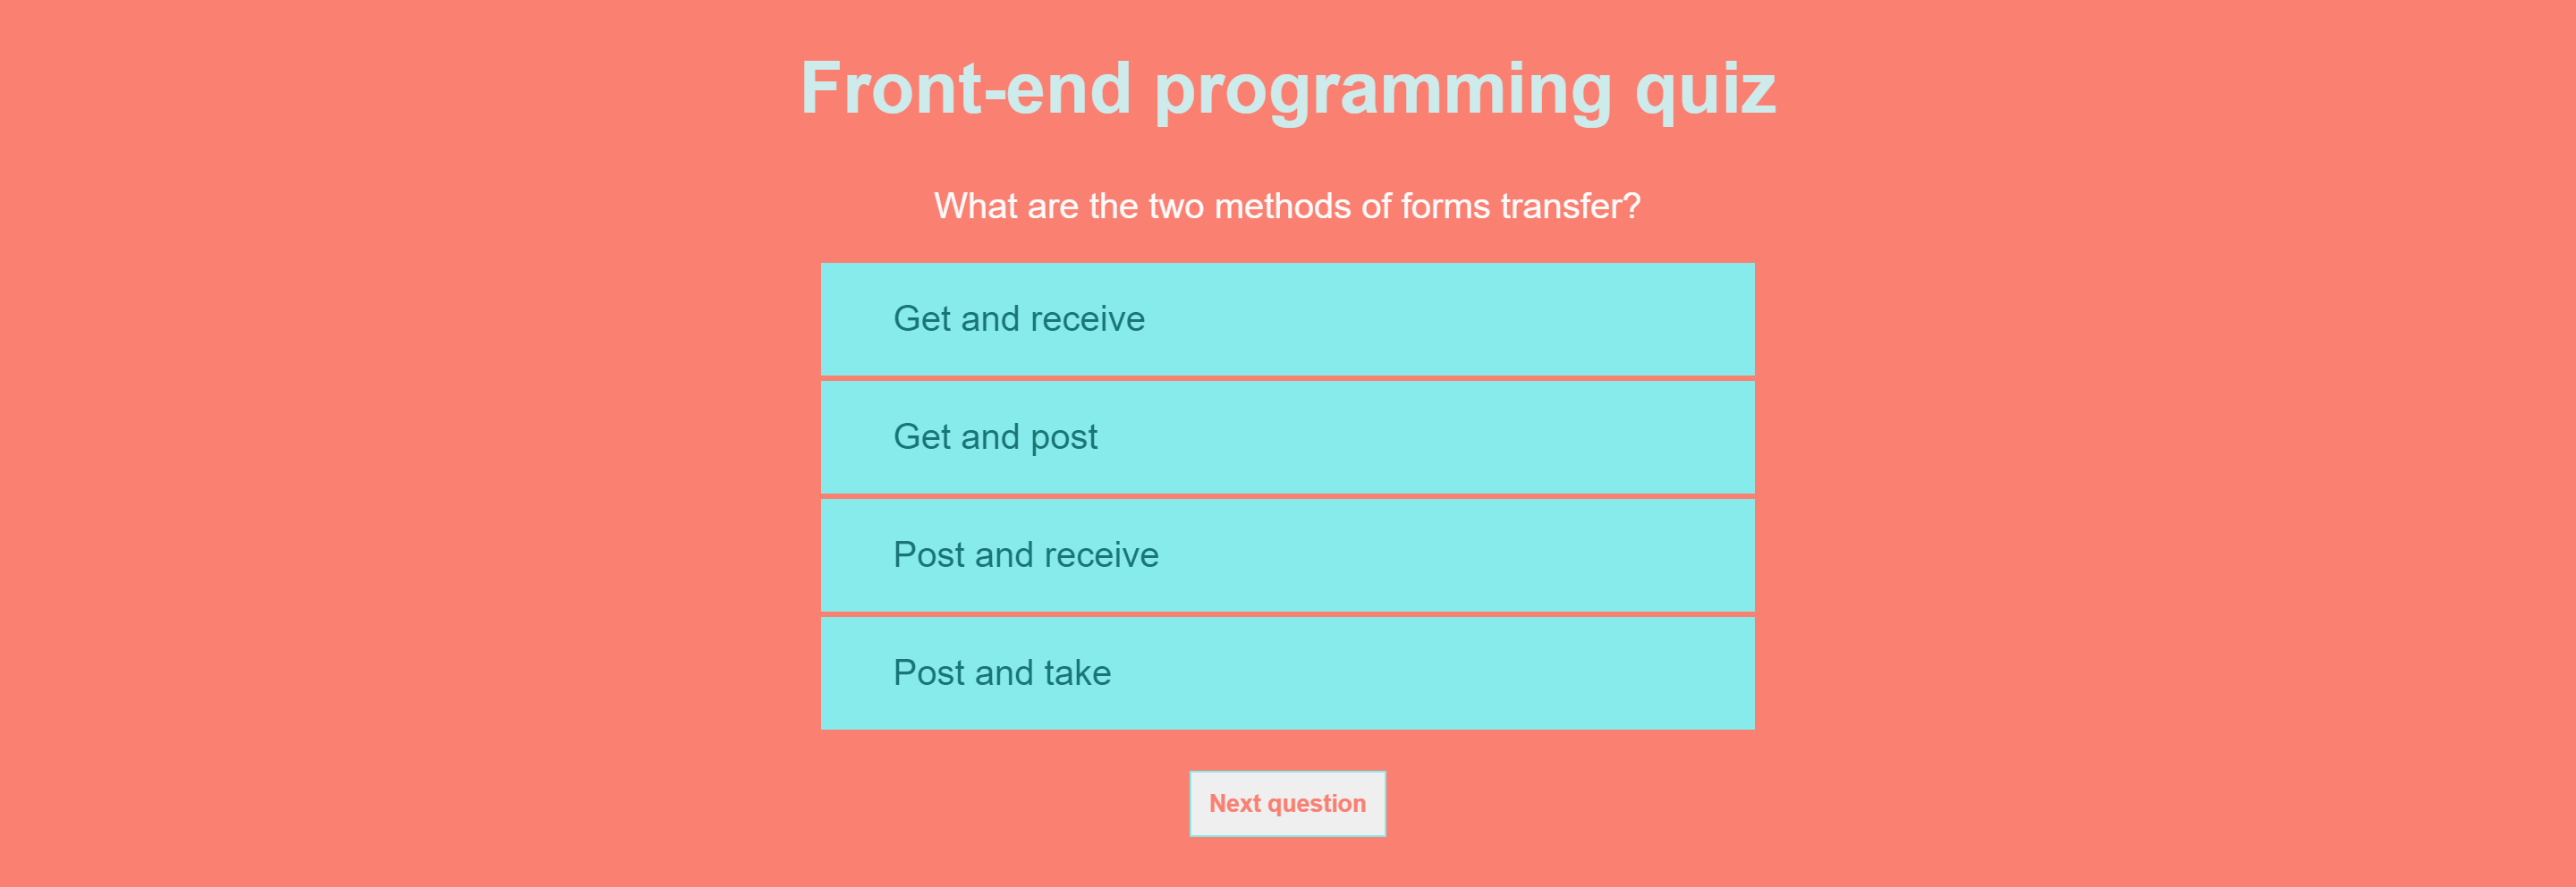 Front-end programming quiz
What are the two methods of forms transfer?
Get and receive
Get and post
Post and receive
Post and take
Next question